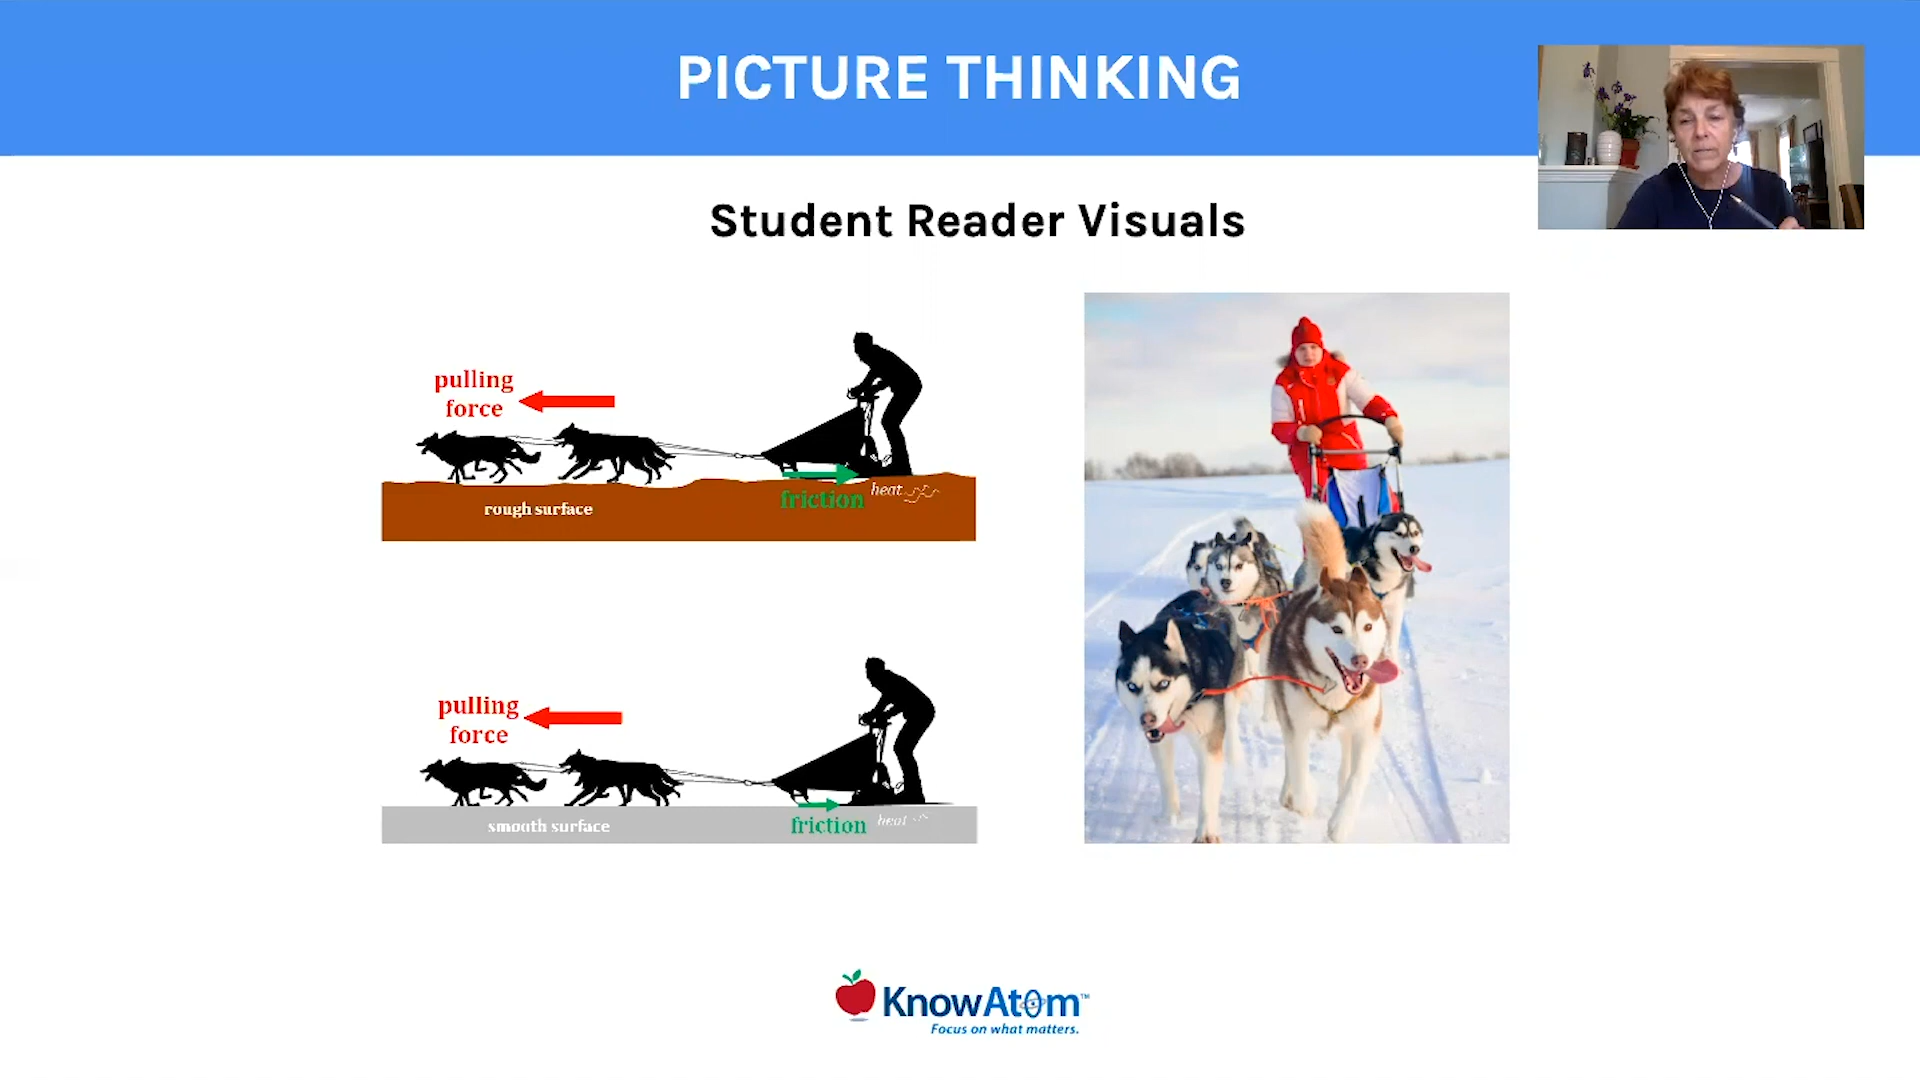 PICTURE THINKING
Student Reader Visuals
pulling
force
friction
heat
rough surface
pulling
force
smooth surface
friction
heat
KnowAtom™
Focus on what matters.